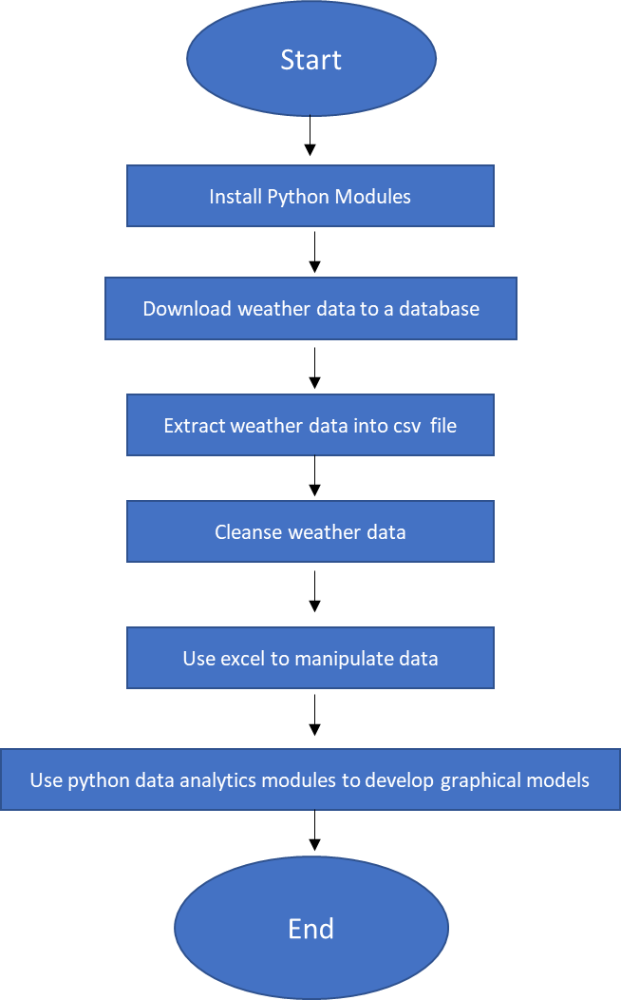 Start
Install Python Modules
Download weather data to a database
Extract weather data into csv file
Cleanse weather data
Use excel to manipulate data
Use python data analytics modules to develop graphical models
End